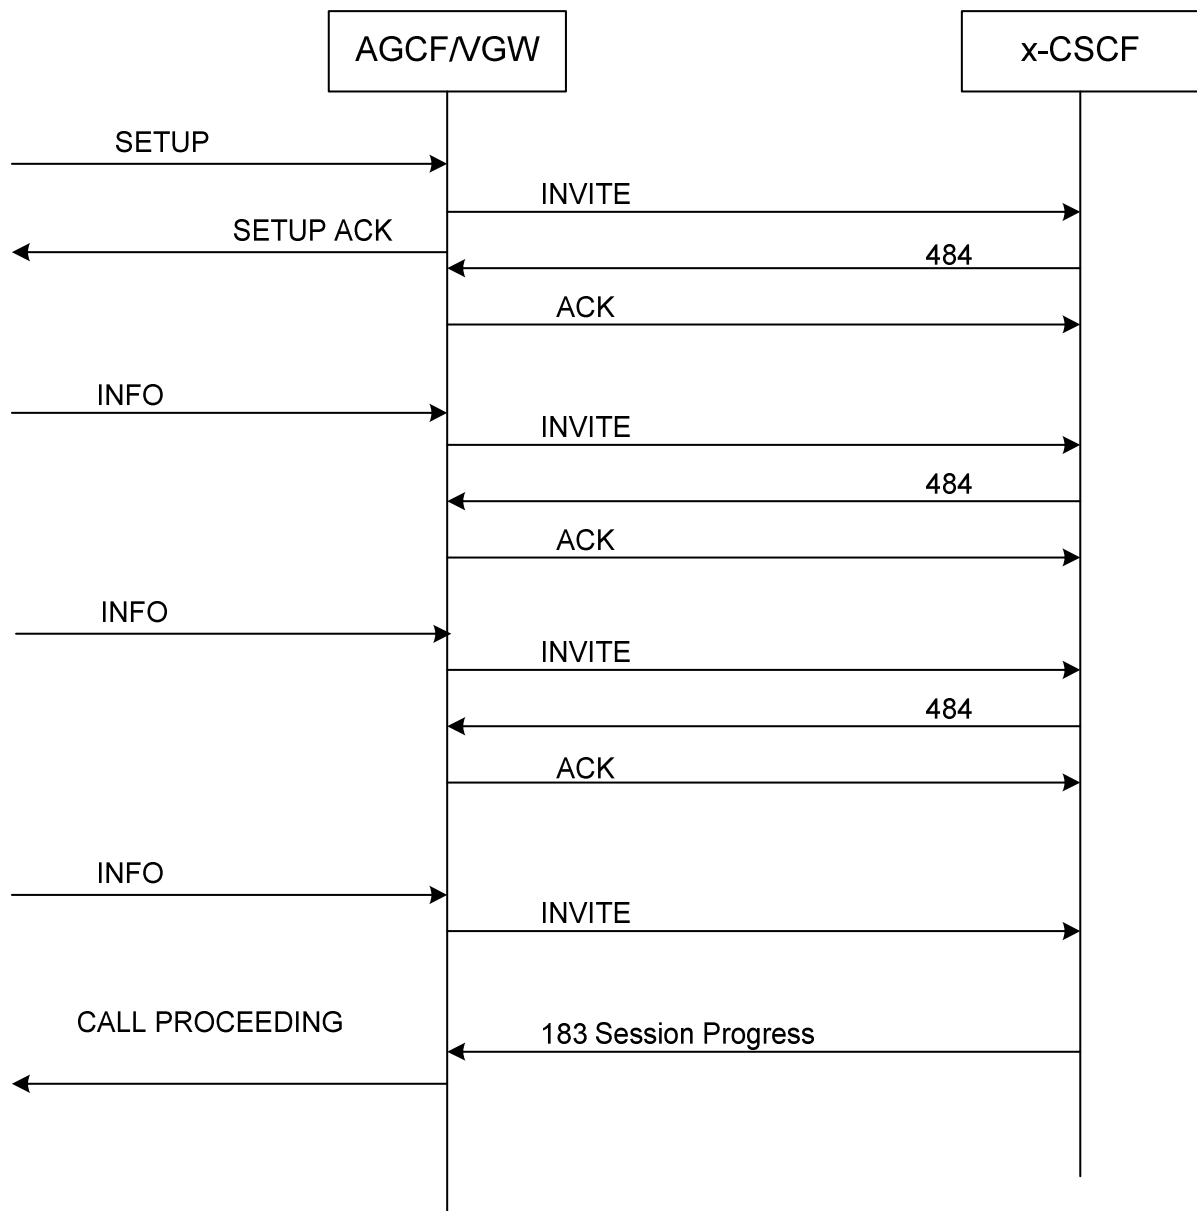 AGCF/VGW
x-CSCF
SETUP
INVITE
SETUP ACK
484
ACK
INFO
INVITE
484
ACK
INFO
INVITE
484
ACK
INFO
INVITE
CALL PROCEEDING
183 Session Progress